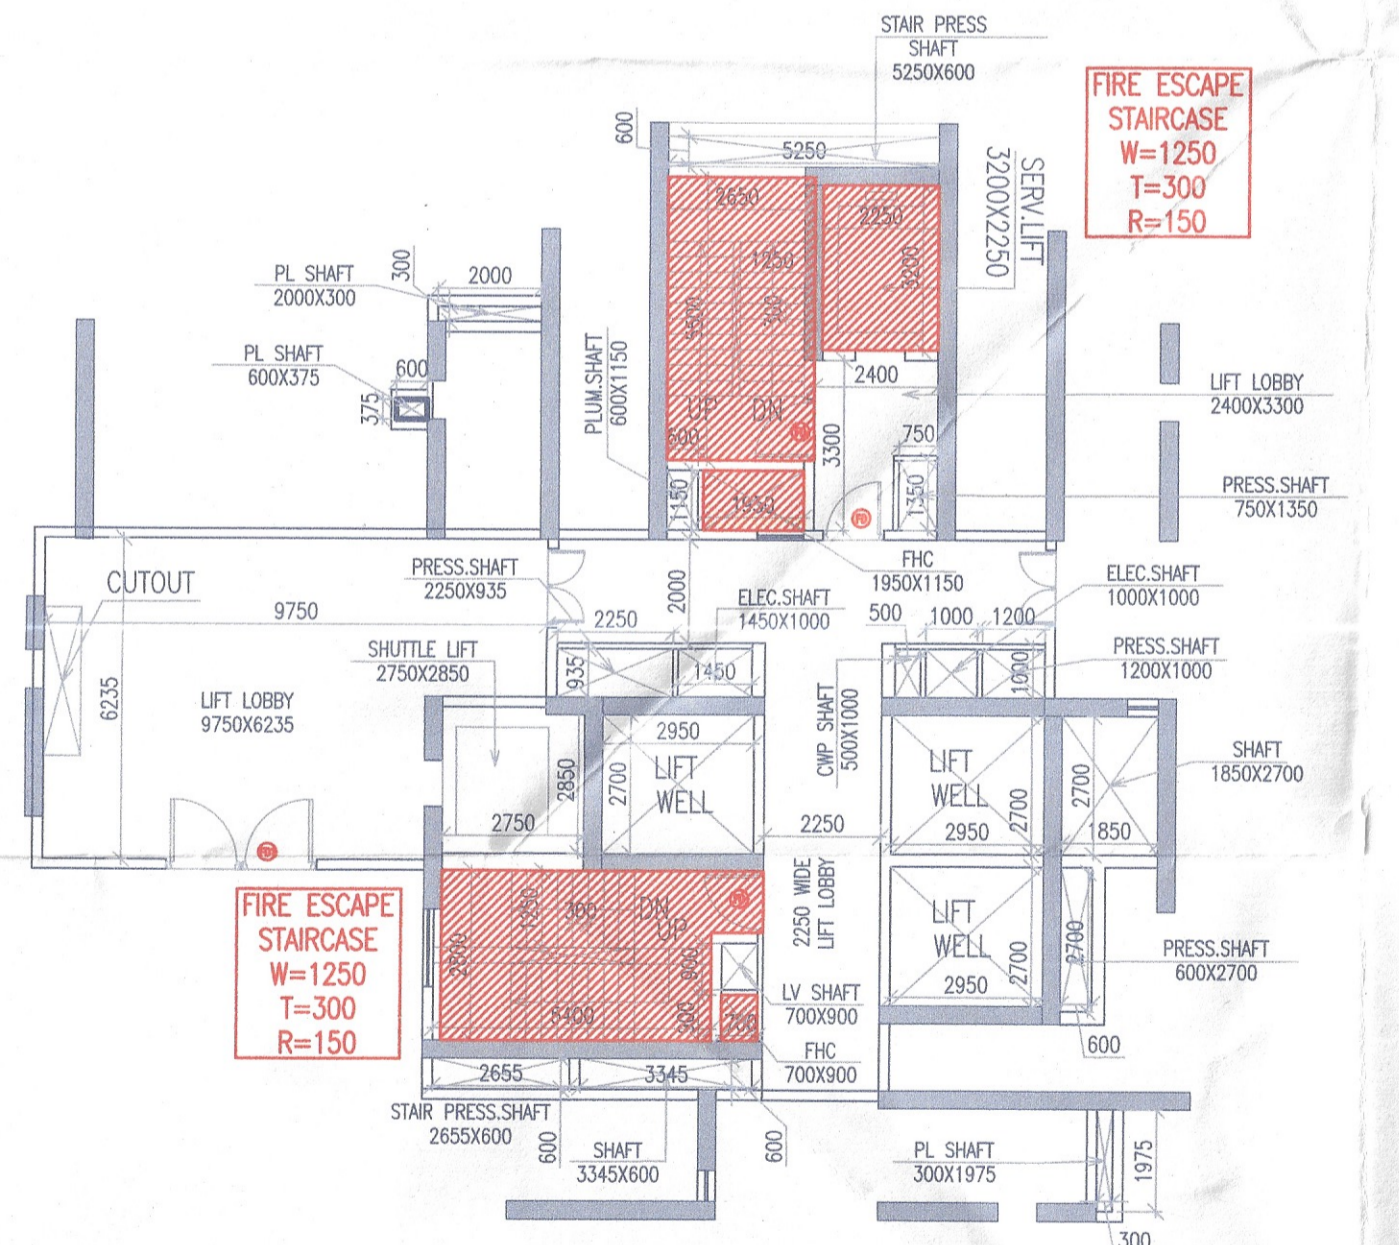 STAIR PRESS
SHAFT
5250X600
FIRE ESCAPE
STAIRCASE
W=1250
T=300
R=150
600
5250
SERV.LIFT
3200X2250
2650
2250
1250
3200
300
PL SHAFT
2000X300
300
2000
PL SHAFT
600X375
600
375
PLUM.SHAFT
600X1150
UP
DN
FD
600
2400
3300
LIFT LOBBY
2400X3300
750
1350
PRESS.SHAFT
750X1350
1150
1950
FD
FHC
1950X1150
CUTOUT
9750
6235
LIFT LOBBY
9750X6235
PRESS.SHAFT
2250X935
2250
2000
ELEC.SHAFT
1450X1000
500
1000
1200
ELEC.SHAFT
1000X1000
SHUTTLE LIFT
2750X2850
935
1450
1000
PRESS.SHAFT
1200X1000
CWP SHAFT
500X1000
2950
2700
LIFT
WELL
2850
2750
2250
LIFT
WELL
2700
2950
2700
1850
SHAFT
1850X2700
FD
FIRE ESCAPE
STAIRCASE
W=1250
T=300
R=150
1250
300
DN
UP
FD
2800
900
6400
900
700
2250 WIDE
LIFT LOBBY
LIFT
WELL
2700
2950
2700
PRESS.SHAFT
600X2700
600
LV SHAFT
700X900
FHC
700X900
2655
3345
STAIR PRESS.SHAFT
2655X600
600
SHAFT
3345X600
600
PL SHAFT
300X1975
1975
300